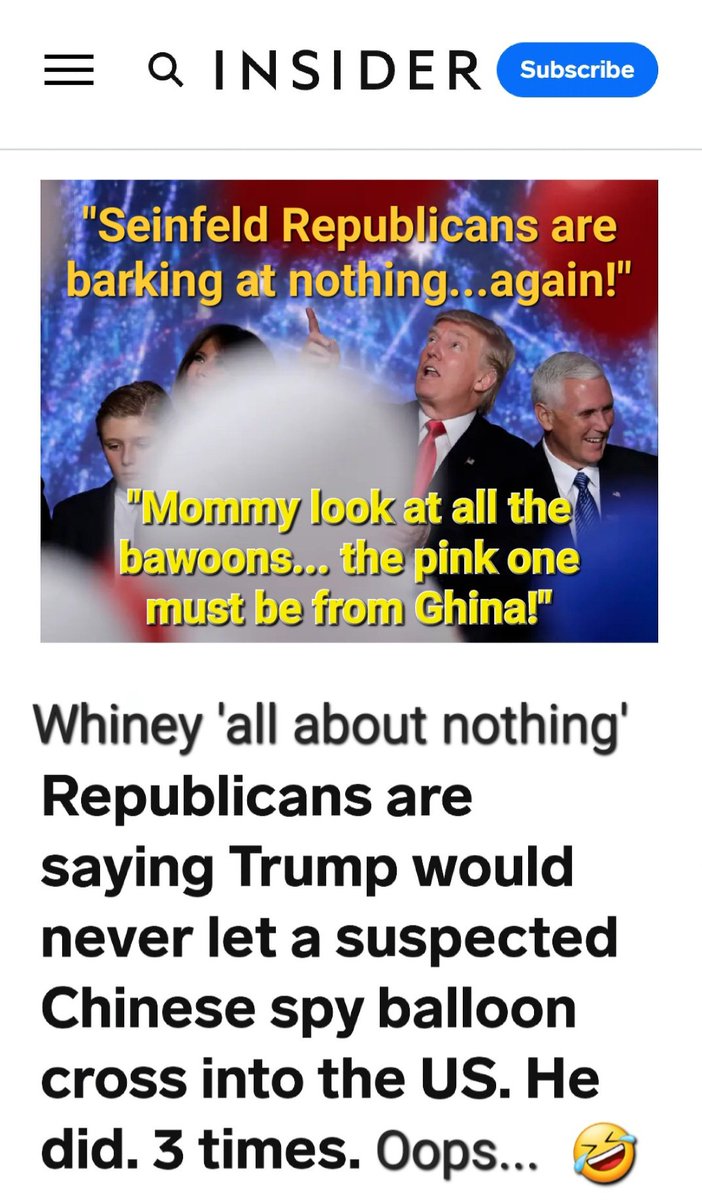 INSIDER
Subscribe
"Seinfeld Republicans are
barking at nothing...again!"
"Mommy look at all the
bawoons... the pink one
must be from Ghina!"
Whiney 'all about nothing'
Republicans are
saying Trump would
never let a suspected
Chinese spy balloon
cross into the US. He
did. 3 times. Oops... 🤣